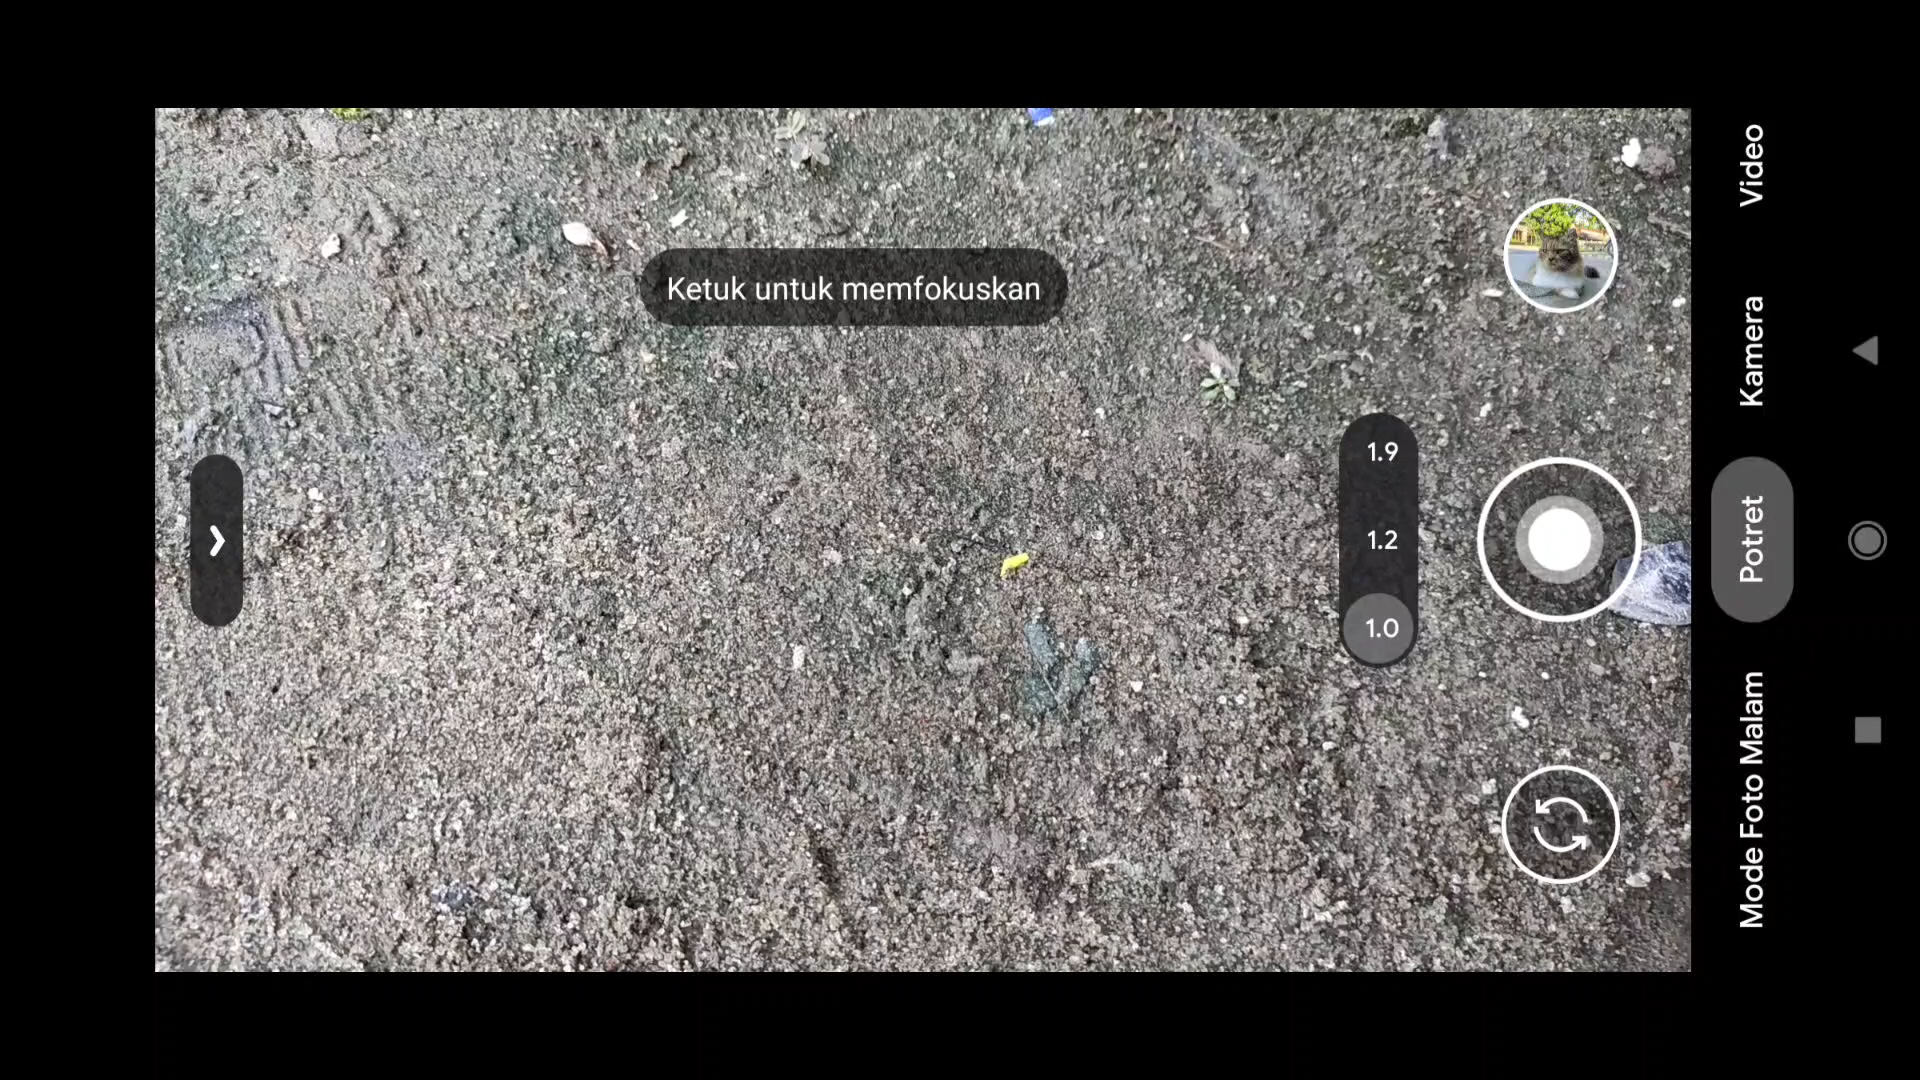 Ketuk untuk memfokuskan
1.9
1.2
1.0
Video
Kamera
Potret
Mode Foto Malam